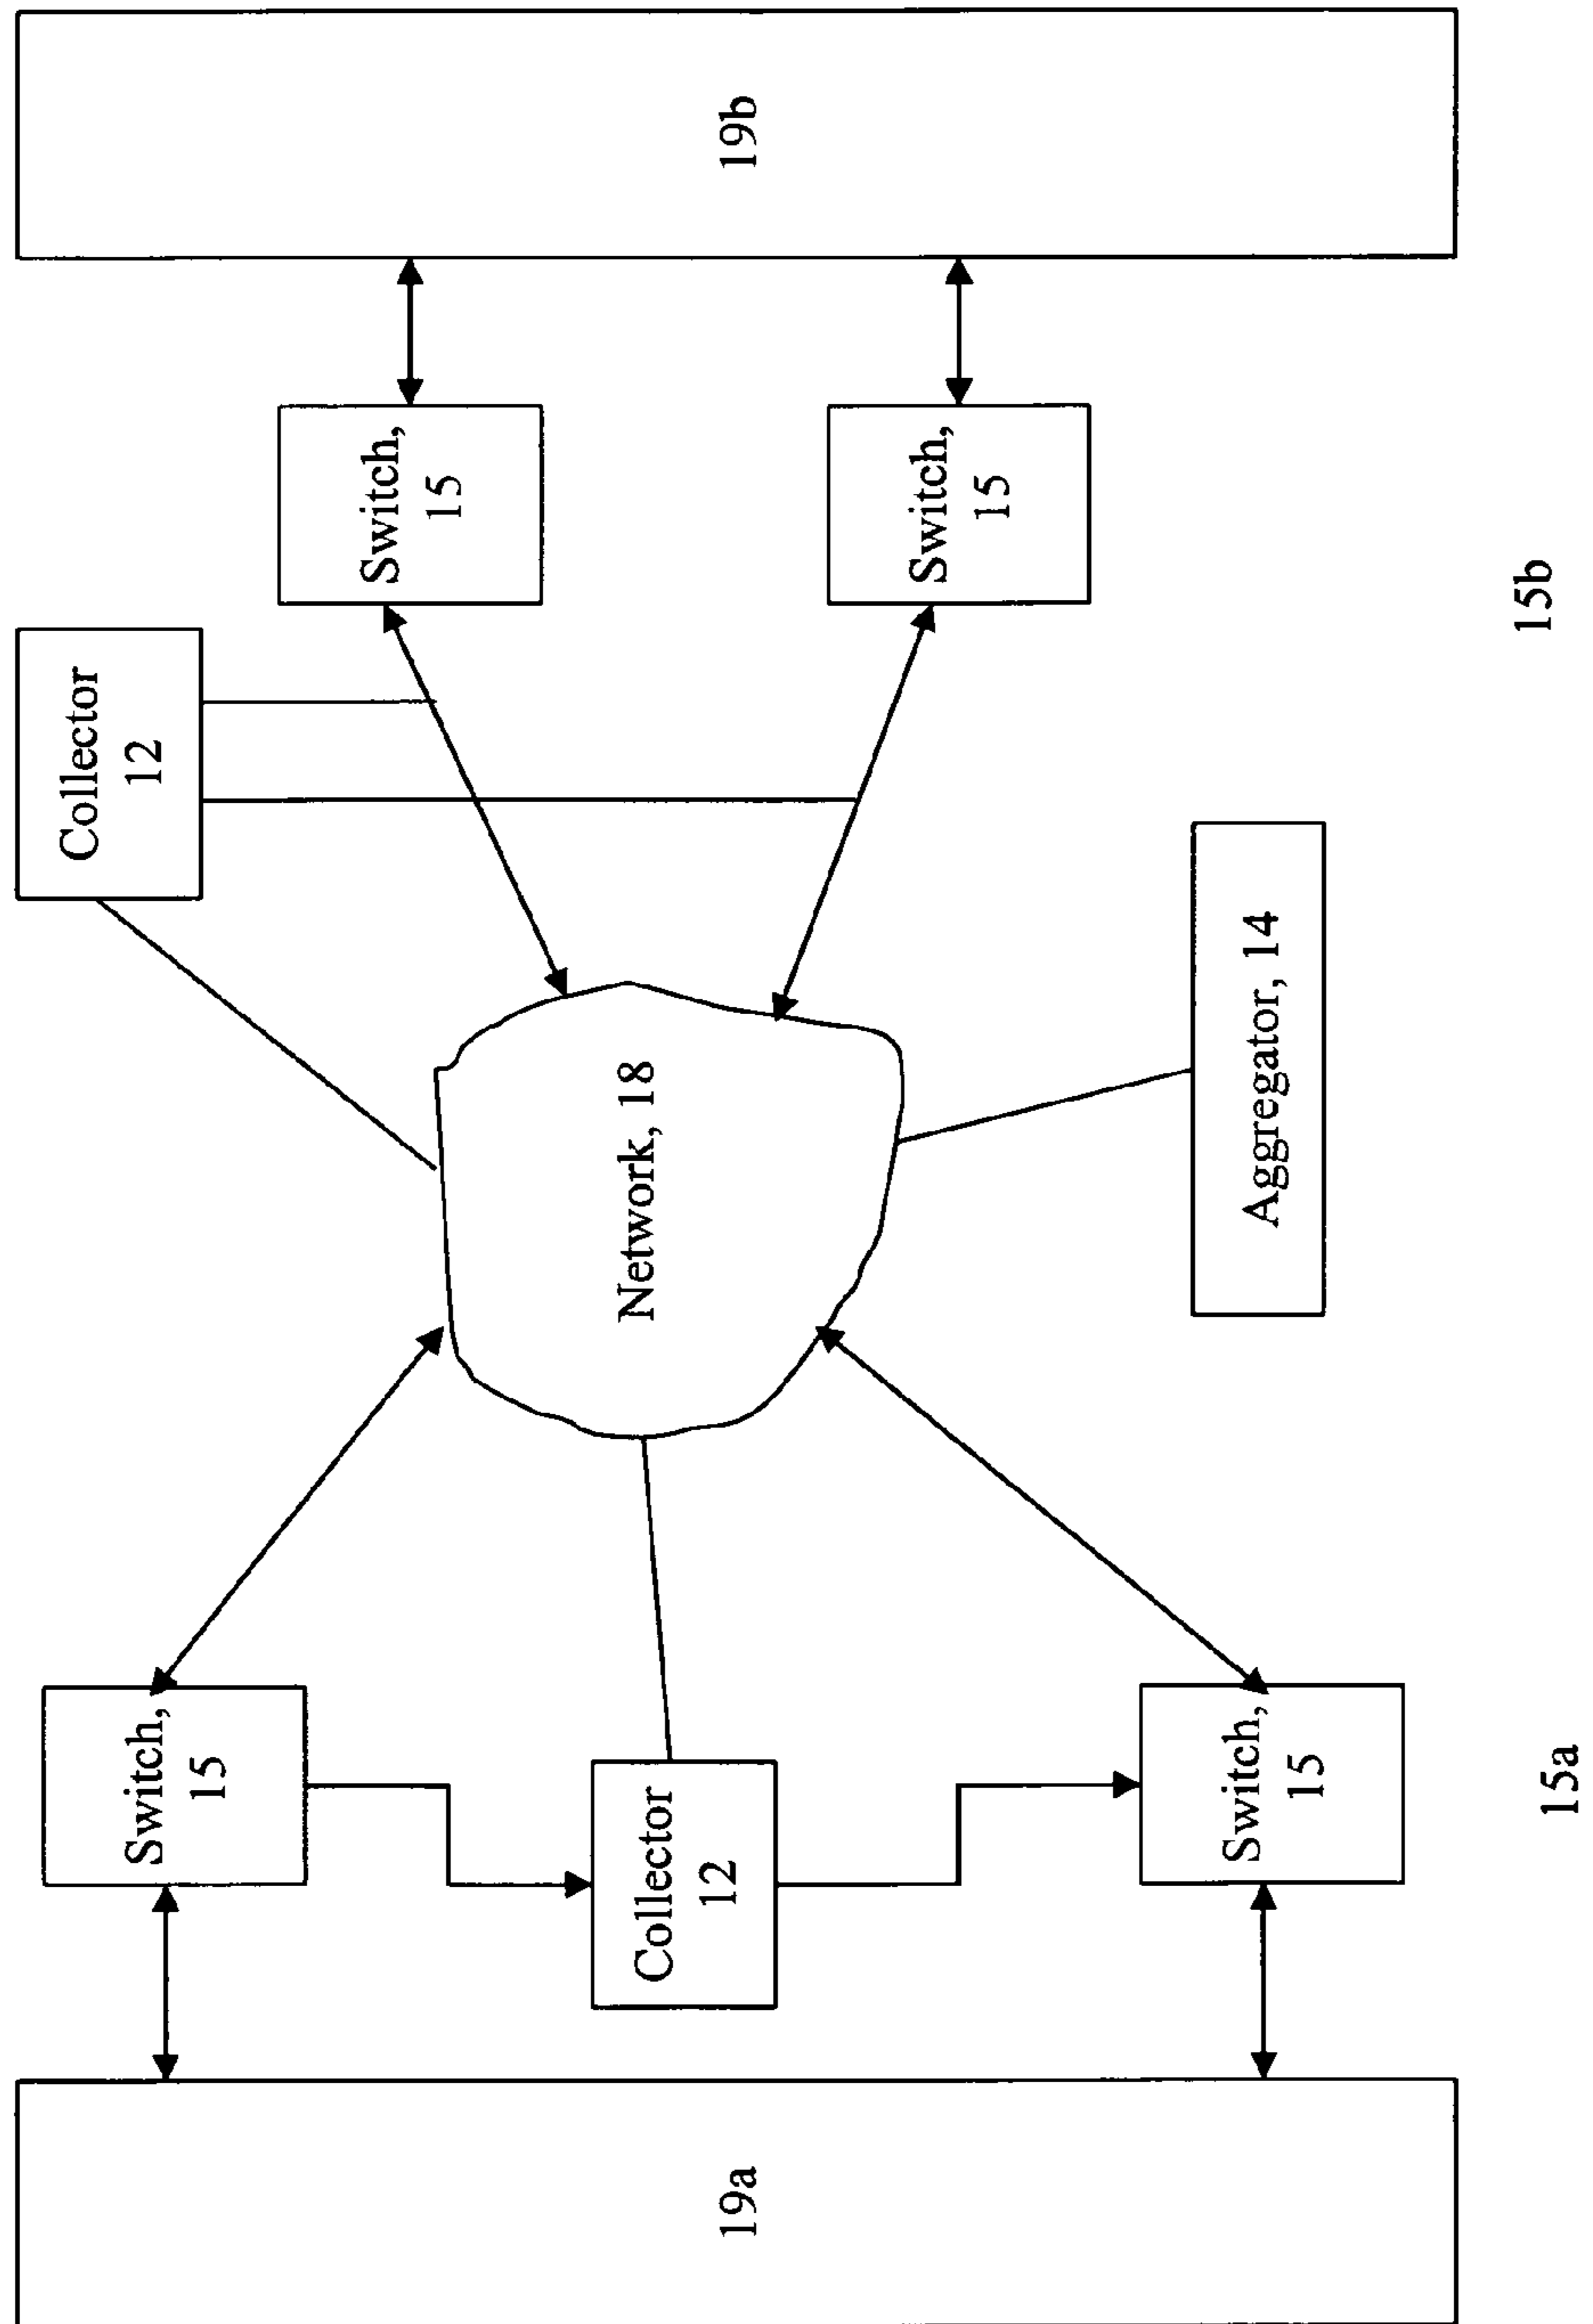 19a
Switch,
15
Collector
12
Switch,
15
15a
Network, 18
Aggregator, 14
Collector
12
Switch,
15
Switch,
15
15b
19b